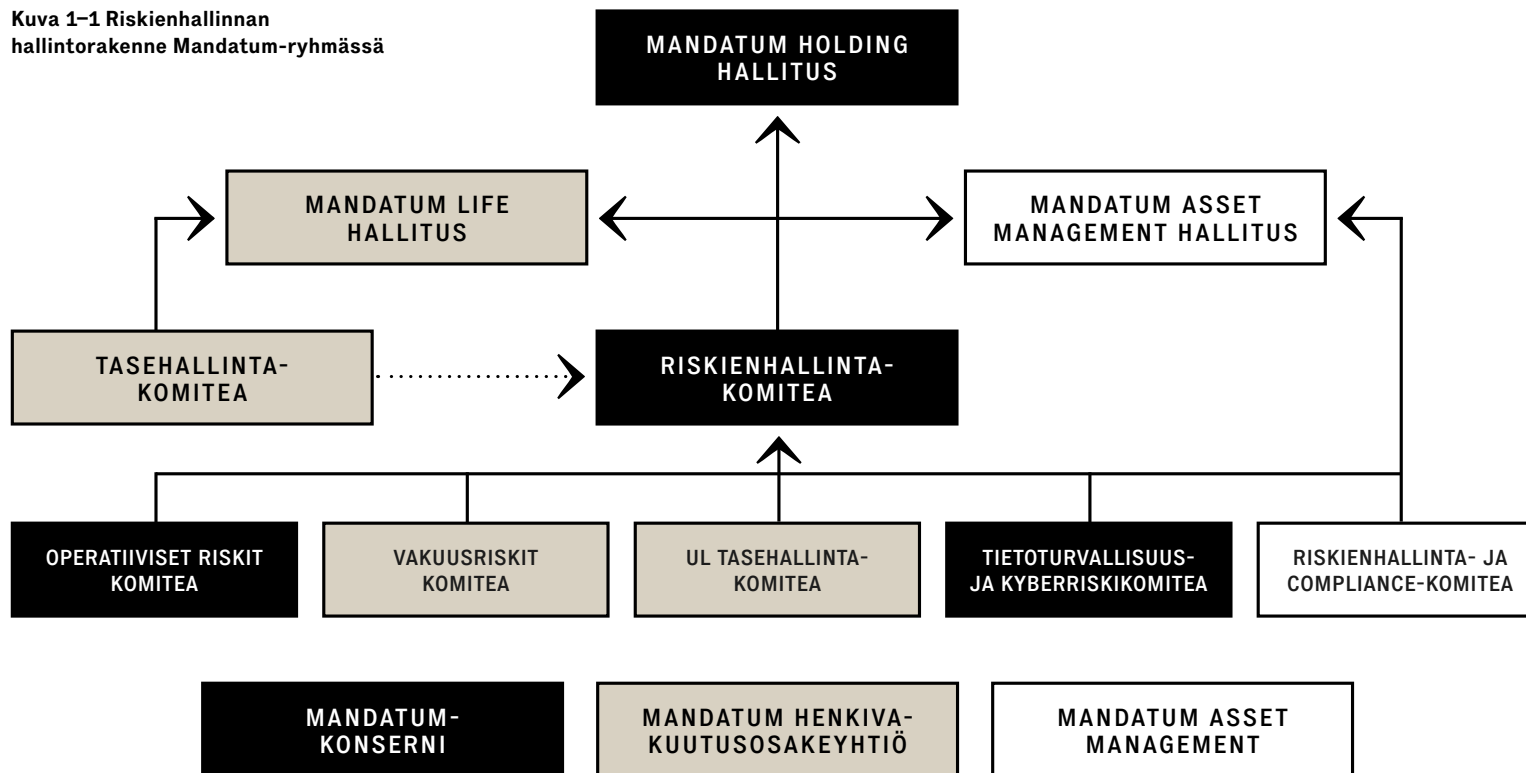 Kuva 1–1 Riskienhallinnan
hallintorakenne Mandatum-ryhmässä
MANDATUM HOLDING
HALLITUS
MANDATUM LIFE
HALLITUS
MANDATUM ASSET
MANAGEMENT HALLITUS
TASEHALLINTA-
KOMITEA
RISKIENHALLINTA-
KOMITEA
OPERATIIVISET RISKIT
KOMITEA
VAKUUSRISKIT
KOMITEA
UL TASEHALLINTA-
KOMITEA
TIETOTURVALLISUUS-
JA KYBERRISKIKOMITEA
RISKIENHALLINTA- JA
COMPLIANCE-KOMITEA
MANDATUM-
KONSERNI
MANDATUM HENKIVA-
KUUTUSOSAKEYHTIÖ
MANDATUM ASSET
MANAGEMENT